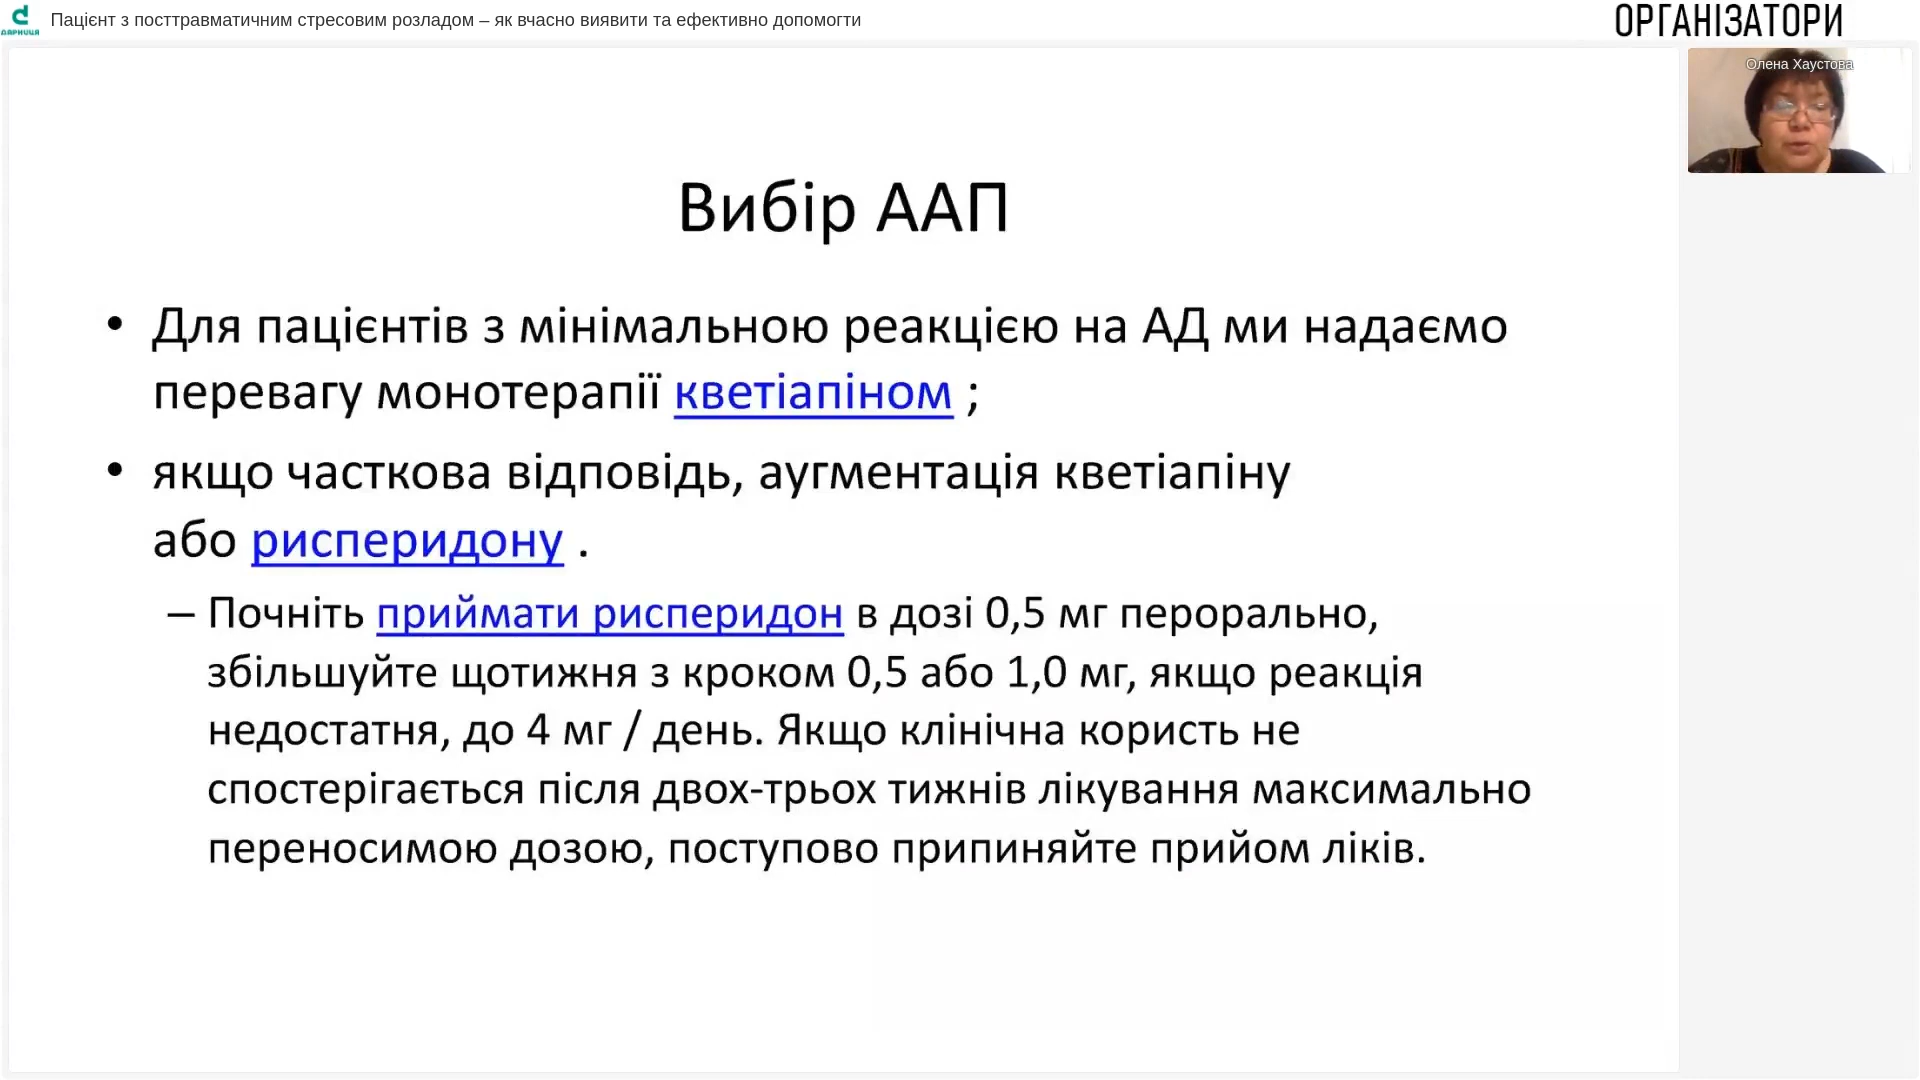 дарниця
Пацієнт з посттравматичним стресовим розладом – як вчасно виявити та ефективно допомогти
ОРГАНІЗАТОРИ
Олена Хаустова
Вибір ААП
• Для пацієнтів з мінімальною реакцією на АД ми надаємо
перевагу монотерапії кветіапіном ;
• якщо часткова відповідь, аугментація кветіапіну
або рисперидону .
– Почніть приймати рисперидон в дозі 0,5 мг перорально,
збільшуйте щотижня з кроком 0,5 або 1,0 мг, якщо реакція
недостатня, до 4 мг / день. Якщо клінічна користь не
спостерігається після двох-трьох тижнів лікування максимально
переносимою дозою, поступово припиняйте прийом ліків.